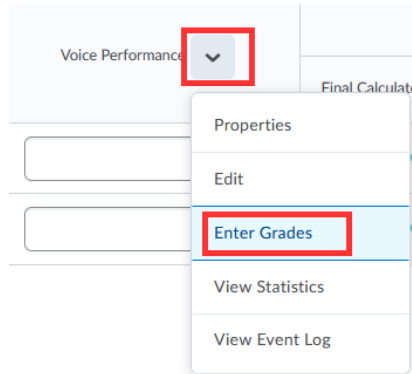 Voice Performance
Final Calculate
Properties
Edit
Enter Grades
View Statistics
View Event Log